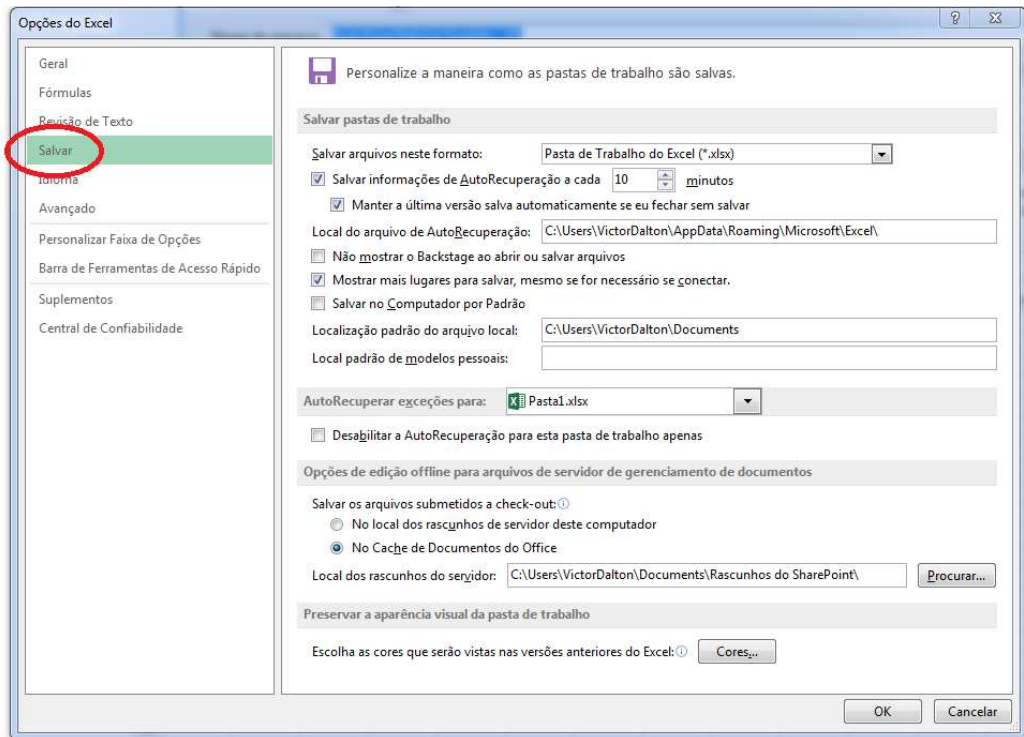 Opções do Excel
Geral
Fórmulas
Revisão de Texto
Salvar
Idioma
Avançado
Personalizar Faixa de Opções
Barra de Ferramentas de Acesso Rápido
Suplementos
Central de Confiabilidade
Personalize a maneira como as pastas de trabalho são salvas.
Salvar pastas de trabalho
Salvar arquivos neste formato: Pasta de Trabalho do Excel (*.xlsx)
Salvar informações de AutoRecuperação a cada 10 minutos
Manter a última versão salva automaticamente se eu fechar sem salvar
Local do arquivo de AutoRecuperação: C:\Users\VictorDalton\AppData\Roaming\Microsoft\Excel\
Não mostrar o Backstage ao abrir ou salvar arquivos
Mostrar mais lugares para salvar, mesmo se for necessário se conectar.
Salvar no Computador por Padrão
Localização padrão do arquivo local: C:\Users\VictorDalton\Documents
Local padrão de modelos pessoais:
AutoRecuperar exceções para: Pasta1.xlsx
Desabilitar a AutoRecuperação para esta pasta de trabalho apenas
Opções de edição offline para arquivos de servidor de gerenciamento de documentos
Salvar os arquivos submetidos a check-out:
No local dos rascunhos de servidor deste computador
No Cache de Documentos do Office
Local dos rascunhos do servidor: C:\Users\VictorDalton\Documents\Rascunhos do SharePoint\ Procurar...
Preservar a aparência visual da pasta de trabalho
Escolha as cores que serão vistas nas versões anteriores do Excel: Cores...
OK Cancelar